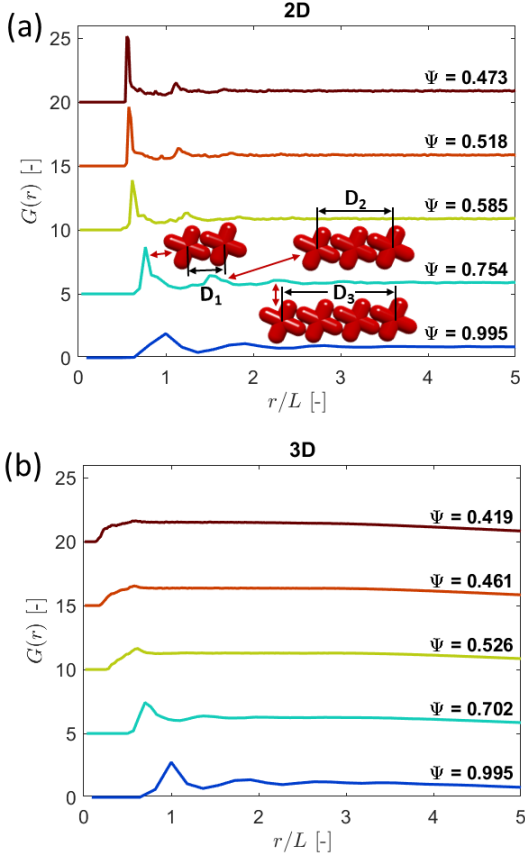 (a)
2D
25
20
15
10
5
0
G(r) [-]
Ψ = 0.473
Ψ = 0.518
Ψ = 0.585
Ψ = 0.754
Ψ = 0.995
D1
D2
D3
0 1 2 3 4 5
r/L [-]
(b)
3D
25
20
15
10
5
0
G(r) [-]
Ψ = 0.419
Ψ = 0.461
Ψ = 0.526
Ψ = 0.702
Ψ = 0.995
0 1 2 3 4 5
r/L [-]